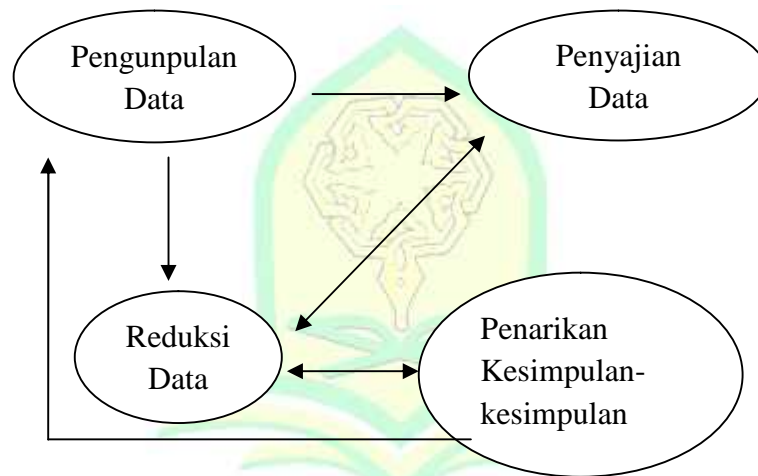 Pengunpulan
Data
Penyajian
Data
Reduksi
Data
Penarikan
Kesimpulan-
kesimpulan